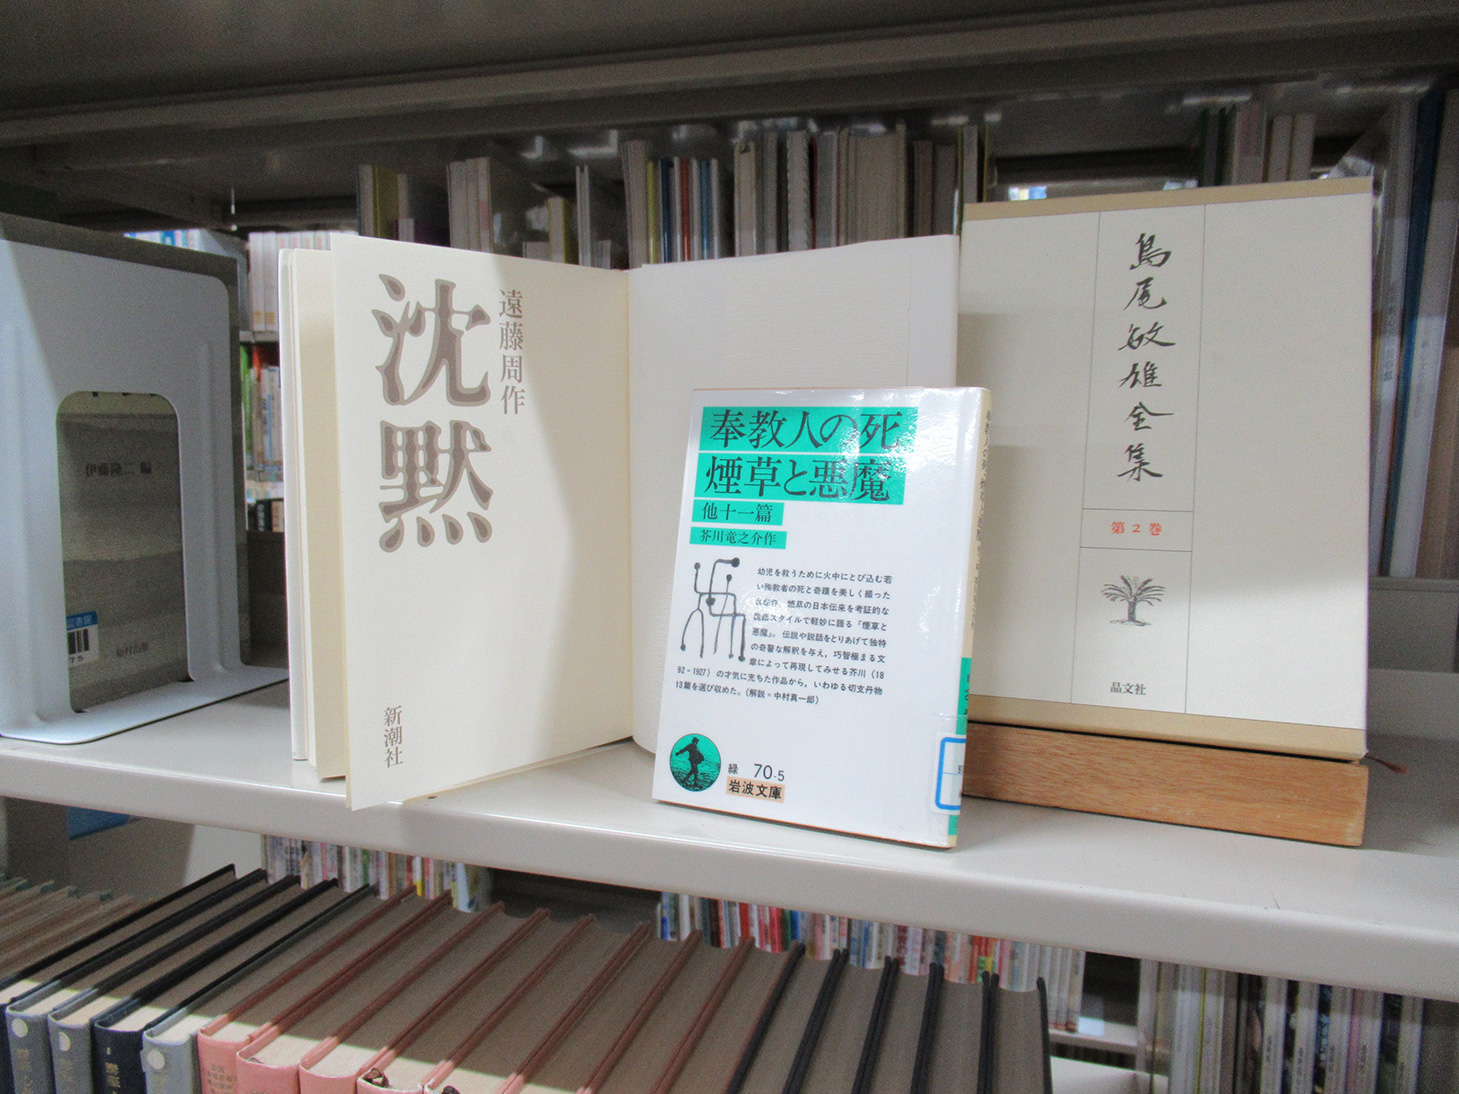 遠藤周作
沈黙
新潮社
奉教人の死
煙草と悪魔
他十一篇
芥川竜之介作
幼児を救うために火中にとび込む若
い殉教者の死と奇蹟を美しく綴った
煙草の日本伝来を考証的な
スタイルで軽妙に語る「煙草と
悪魔」。伝説や説話をとりあげて独特
の奇警な解釈を与え,巧智極まる文
章によって再現してみせる芥川(18
92-1927)の才気に充ちた作品から,いわゆる切支丹物
13篇を選び収めた。(解説=中村真一郎)
緑 70-5
岩波文庫
島尾敏雄全集
第2巻
晶文社
伊藤隆二 編